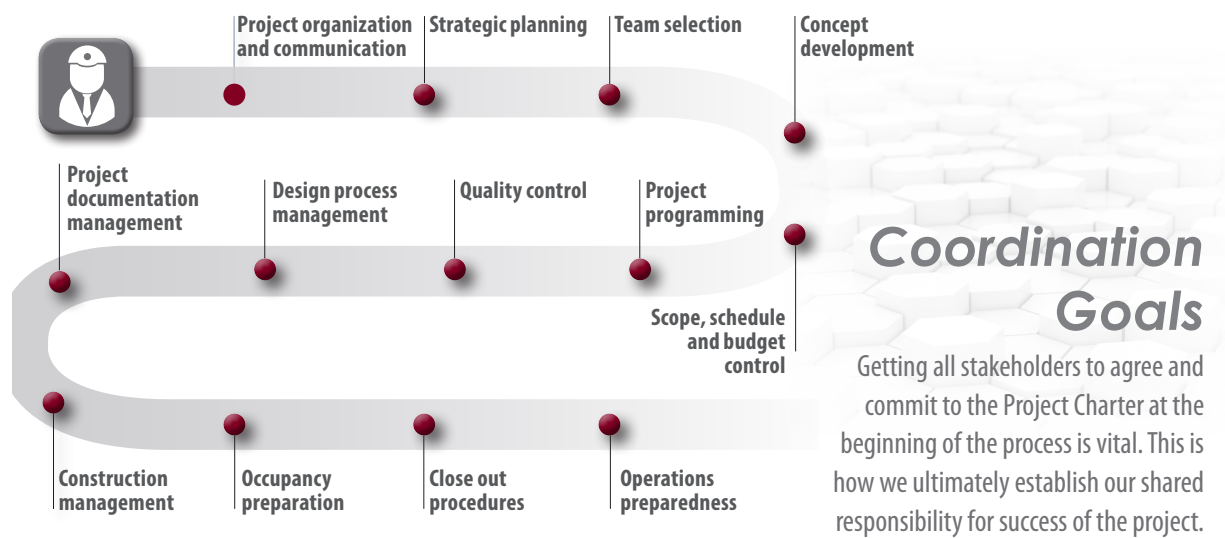 Project organization
and communication
Strategic planning
Team selection
Concept
development
Project
documentation
management
Design process
management
Quality control
Project
programming
Scope, schedule
and budget
control
Construction
management
Occupancy
preparation
Close out
procedures
Operations
preparedness
Coordination
Goals
Getting all stakeholders to agree and
commit to the Project Charter at the
beginning of the process is vital. This is
how we ultimately establish our shared
responsibility for success of the project.